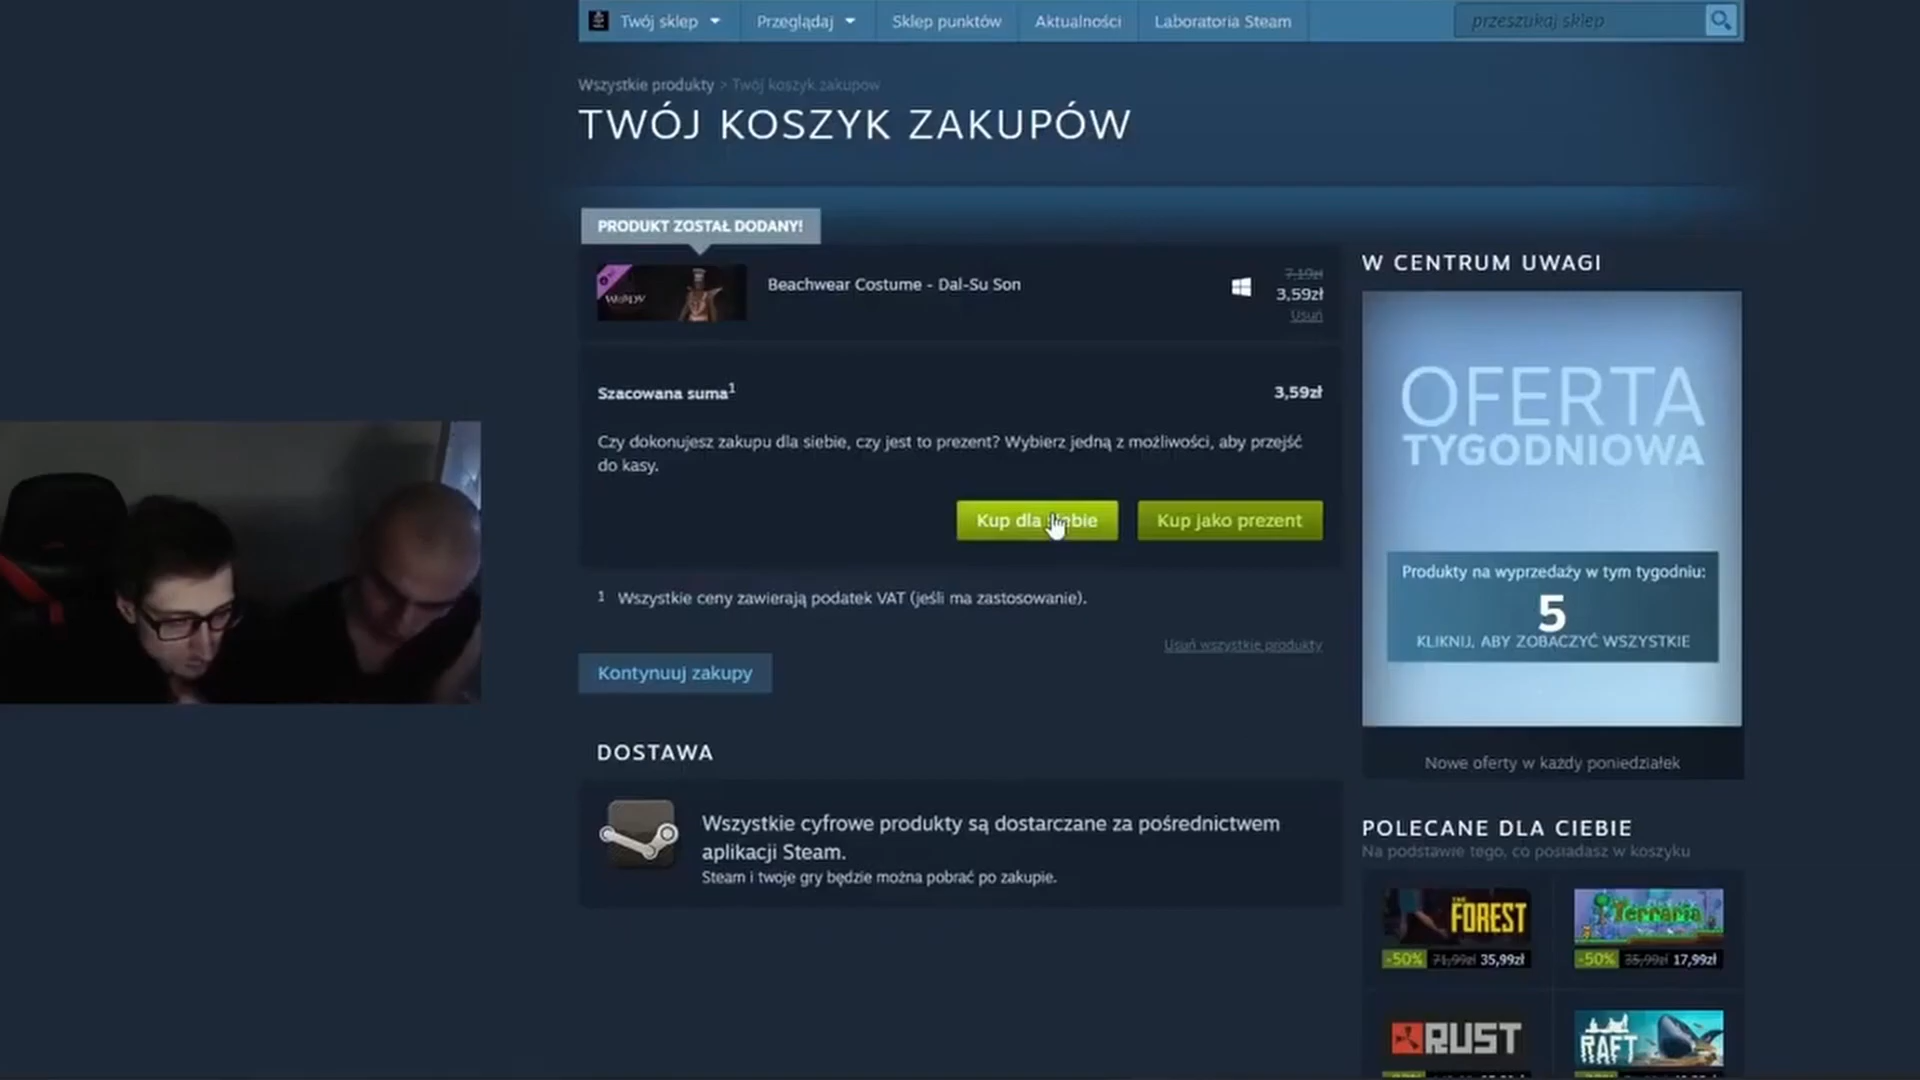 Twój sklep
Przeglądaj
Sklep punktów
Aktualności
Laboratoria Steam
przeszukaj sklep
Wszystkie produkty > Twój koszyk zakupów
TWÓJ KOSZYK ZAKUPÓW
PRODUKT ZOSTAŁ DODANY!
Beachwear Costume - Dal-Su Son
7,19zł
3,59zł
Usuń
Szacowana suma¹
3,59zł
Czy dokonujesz zakupu dla siebie, czy jest to prezent? Wybierz jedną z możliwości, aby przejść
do kasy.
Kup dla siebie
Kup jako prezent
1 Wszystkie ceny zawierają podatek VAT (jeśli ma zastosowanie).
Usuń wszystkie produkty
Kontynuuj zakupy
DOSTAWA
Wszystkie cyfrowe produkty są dostarczane za pośrednictwem
aplikacji Steam.
Steam i twoje gry będzie można pobrać po zakupie.
W CENTRUM UWAGI
OFERTA
TYGODNIOWA
Produkty na wyprzedaży w tym tygodniu:
5
KLIKNIJ, ABY ZOBACZYĆ WSZYSTKIE
Nowe oferty w każdy poniedziałek
POLECANE DLA CIEBIE
Na podstawie tego, co posiadasz w koszyku
THE FOREST
-50% 71,99zł 35,99zł
Terraria
-50% 35,99zł 17,99zł
RUST
RAFT